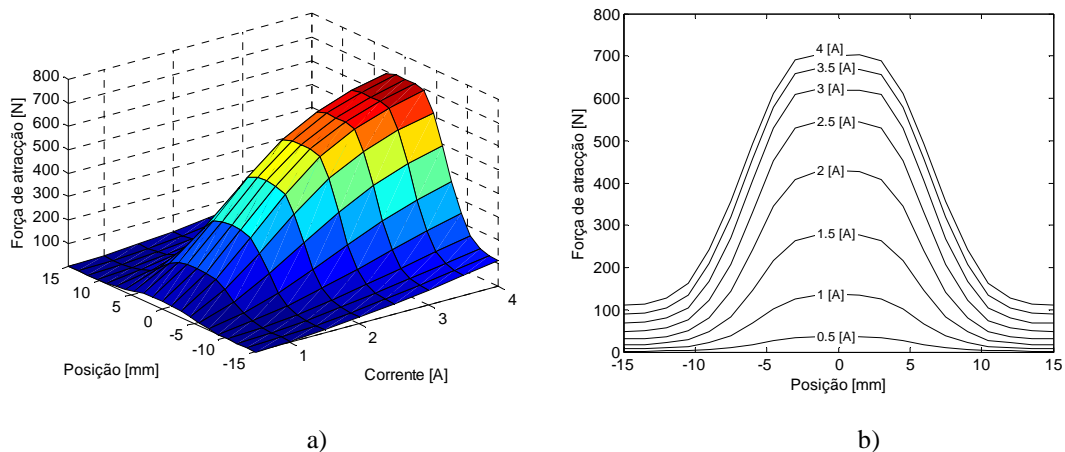 800
700
600
500
400
300
200
100
Força de atracção [N]
15
10
5
0
-5
-10
-15
Posição [mm]
1
2
3
4
Corrente [A]
a)
800
700
600
500
400
300
200
100
0
Força de atracção [N]
4 [A]
3.5 [A]
3 [A]
2.5 [A]
2 [A]
1.5 [A]
1 [A]
0.5 [A]
-15 -10 -5 0 5 10 15
Posição [mm]
b)